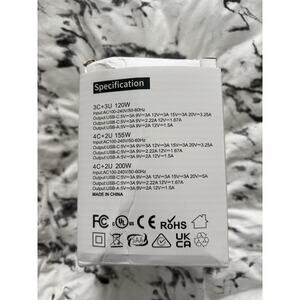 Specification
3C+3U 120W
Input:AC100-240V/50-60Hz
Output:USB-C:5V⎓3A 9V⎓3A 12V⎓3A 15V⎓3A 20V⎓3.25A
Output:USB-C:5V⎓3A 9V⎓2.22A 12V⎓1.67A
Output:USB-A:5V⎓3A 9V⎓2A 12V⎓1.5A
4C+2U 155W
Input:AC100-240V/50-60Hz
Output:USB-C:5V⎓3A 9V⎓3A 12V⎓3A 15V⎓3A 20V⎓3.25A
Output:USB-C:5V⎓3A 9V⎓2.22A 12V⎓1.67A
Output:USB-A:5V⎓3A 9V⎓2A 12V⎓1.5A
4C+2U 200W
Input:AC100-240V/50-60Hz
Output:USB-C:5V⎓3A 9V⎓3A 12V⎓3A 15V⎓3A 20V⎓5A
Output:USB-C:5V⎓3A 9V⎓2.22A 12V⎓1.67A
Output:USB-A:5V⎓3A 9V⎓2A 12V⎓1.5A
MADE IN CHINA
FC c UL us CE RoHS
SAA UK CA